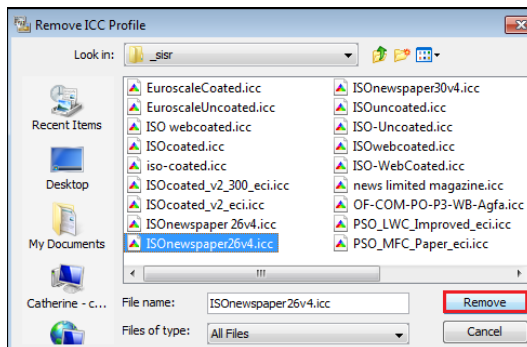 Remove ICC Profile
Look in: _sisr
EuroscaleCoated.icc
EuroscaleUncoated.icc
ISO webcoated.icc
ISOcoated.icc
iso-coated.icc
ISOcoated_v2_300_eci.icc
ISOcoated_v2_eci.icc
ISOnewspaper 26v4.icc
ISOnewspaper26v4.icc
ISOnewspaper30v4.icc
ISOuncoated.icc
ISO-Uncoated.icc
ISOwebcoated.icc
ISO-WebCoated.icc
news limited magazine.icc
OF-COM-PO-P3-WB-Agfa.icc
PSO_LWC_Improved_eci.icc
PSO_MFC_Paper_eci.icc
Recent Items
Desktop
My Documents
Catherine - c...
File name: ISOnewspaper26v4.icc Remove
Files of type: All Files Cancel